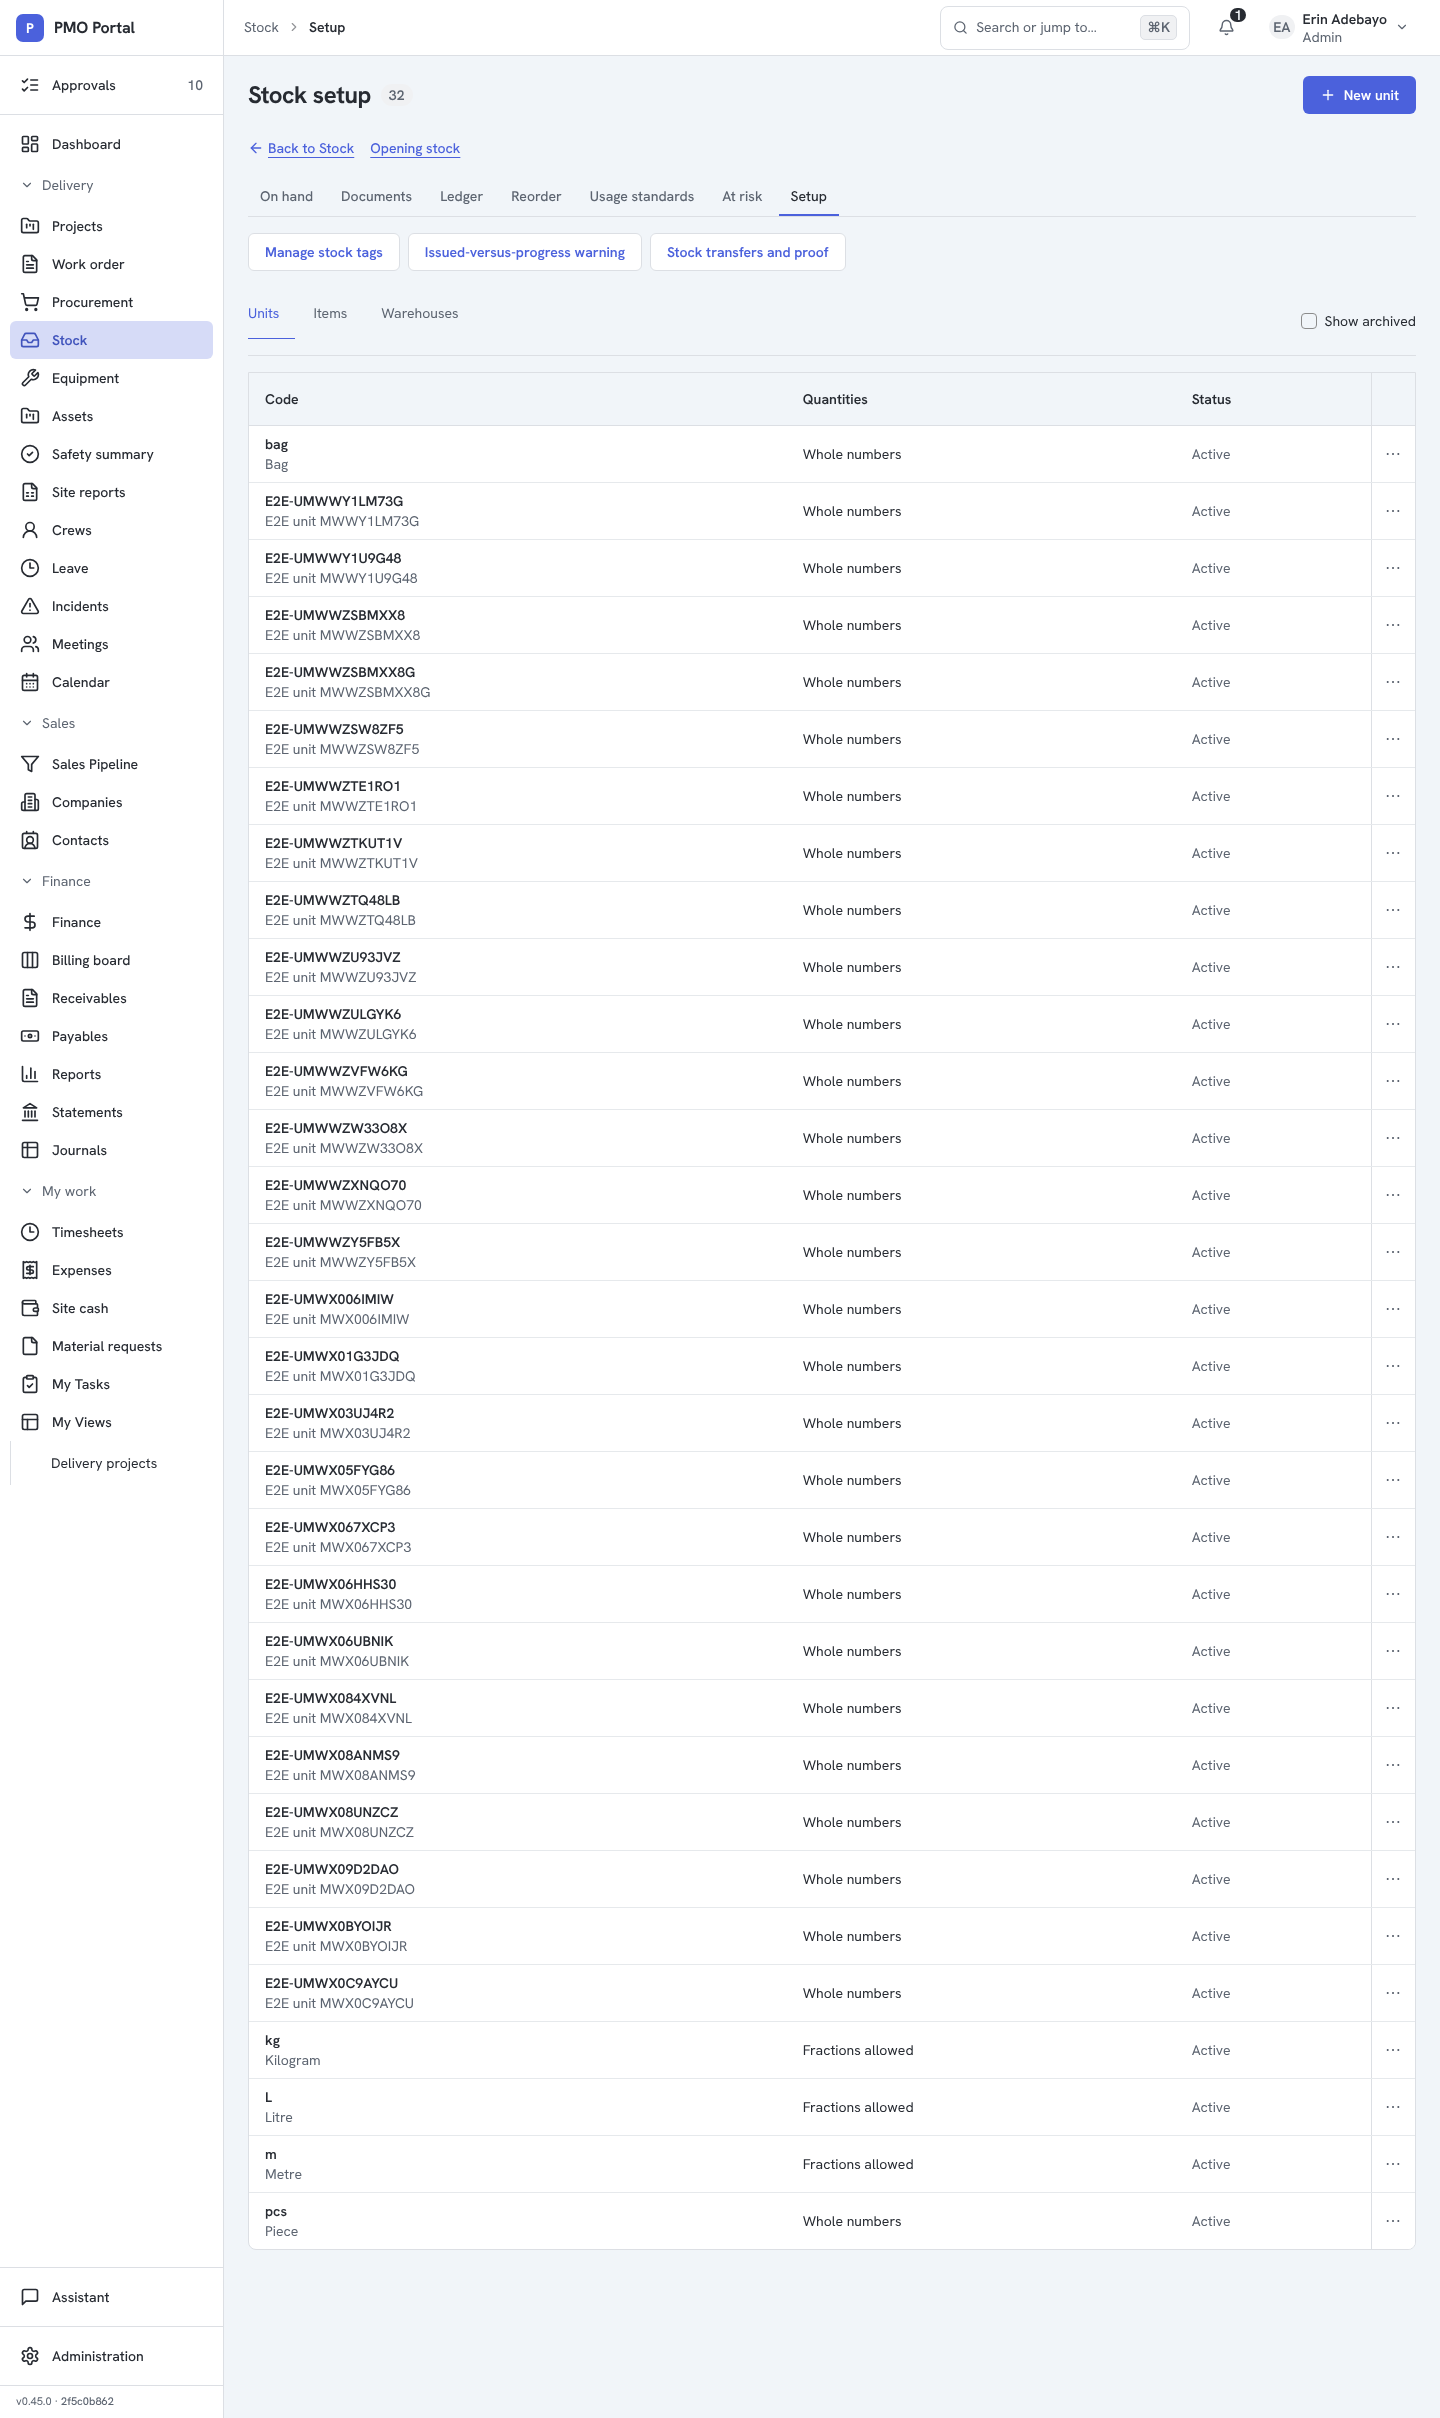 P PMO Portal
Stock > Setup
Search or jump to... ⌘K
1
EA Erin Adebayo
Admin
Approvals 10
Dashboard
Delivery
Projects
Work order
Procurement
Stock
Equipment
Assets
Safety summary
Site reports
Crews
Leave
Incidents
Meetings
Calendar
Sales
Sales Pipeline
Companies
Contacts
Finance
Finance
Billing board
Receivables
Payables
Reports
Statements
Journals
My work
Timesheets
Expenses
Site cash
Material requests
My Tasks
My Views
Delivery projects
Assistant
Administration
v0.45.0 · 2f5c0b862
Stock setup 32
+ New unit
← Back to Stock Opening stock
On hand Documents Ledger Reorder Usage standards At risk Setup
Manage stock tags Issued-versus-progress warning Stock transfers and proof
Units Items Warehouses
Show archived
Code Quantities Status
bag
Bag
Whole numbers Active ...
E2E-UMWWY1LM73G
E2E unit MWWY1LM73G
Whole numbers Active ...
E2E-UMWWY1U9G48
E2E unit MWWY1U9G48
Whole numbers Active ...
E2E-UMWWZSBMXX8
E2E unit MWWZSBMXX8
Whole numbers Active ...
E2E-UMWWZSBMXX8G
E2E unit MWWZSBMXX8G
Whole numbers Active ...
E2E-UMWWZSW8ZF5
E2E unit MWWZSW8ZF5
Whole numbers Active ...
E2E-UMWWZTE1RO1
E2E unit MWWZTE1RO1
Whole numbers Active ...
E2E-UMWWZTKUT1V
E2E unit MWWZTKUT1V
Whole numbers Active ...
E2E-UMWWZTQ48LB
E2E unit MWWZTQ48LB
Whole numbers Active ...
E2E-UMWWZU93JVZ
E2E unit MWWZU93JVZ
Whole numbers Active ...
E2E-UMWWZULGYK6
E2E unit MWWZULGYK6
Whole numbers Active ...
E2E-UMWWZVFW6KG
E2E unit MWWZVFW6KG
Whole numbers Active ...
E2E-UMWWZW33O8X
E2E unit MWWZW33O8X
Whole numbers Active ...
E2E-UMWWZXNQO70
E2E unit MWWZXNQO70
Whole numbers Active ...
E2E-UMWWZY5FB5X
E2E unit MWWZY5FB5X
Whole numbers Active ...
E2E-UMWX006IMIW
E2E unit MWX006IMIW
Whole numbers Active ...
E2E-UMWX01G3JDQ
E2E unit MWX01G3JDQ
Whole numbers Active ...
E2E-UMWX03UJ4R2
E2E unit MWX03UJ4R2
Whole numbers Active ...
E2E-UMWX05FYG86
E2E unit MWX05FYG86
Whole numbers Active ...
E2E-UMWX067XCP3
E2E unit MWX067XCP3
Whole numbers Active ...
E2E-UMWX06HHS30
E2E unit MWX06HHS30
Whole numbers Active ...
E2E-UMWX06UBNIK
E2E unit MWX06UBNIK
Whole numbers Active ...
E2E-UMWX084XVNL
E2E unit MWX084XVNL
Whole numbers Active ...
E2E-UMWX08ANMS9
E2E unit MWX08ANMS9
Whole numbers Active ...
E2E-UMWX08UNZCZ
E2E unit MWX08UNZCZ
Whole numbers Active ...
E2E-UMWX09D2DAO
E2E unit MWX09D2DAO
Whole numbers Active ...
E2E-UMWX0BYOIJR
E2E unit MWX0BYOIJR
Whole numbers Active ...
E2E-UMWX0C9AYCU
E2E unit MWX0C9AYCU
Whole numbers Active ...
kg
Kilogram
Fractions allowed Active ...
L
Litre
Fractions allowed Active ...
m
Metre
Fractions allowed Active ...
pcs
Piece
Whole numbers Active ...